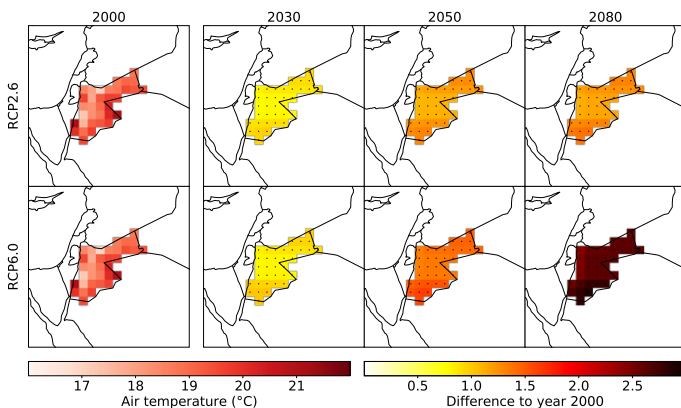 2000 2030 2050 2080
RCP2.6
RCP6.0
17 18 19 20 21 0.5 1.0 1.5 2.0 2.5
Air temperature (°C) Difference to year 2000